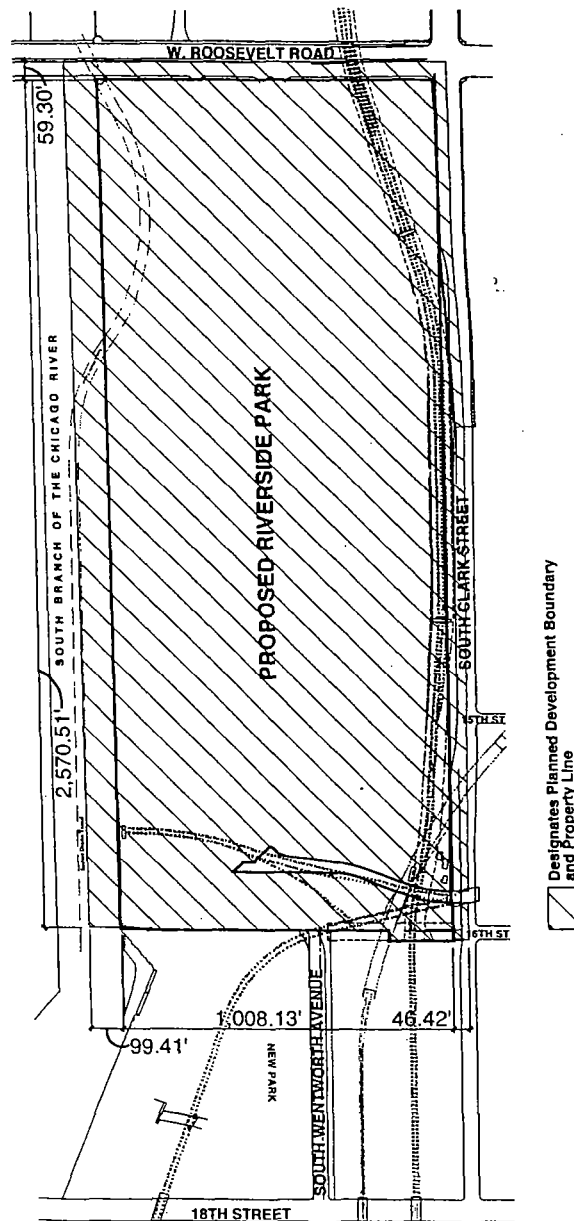 W. ROOSEVELT ROAD
59.30'
SOUTH BRANCH OF THE CHICAGO RIVER
2,570.51'
PROPOSED RIVERSIDE PARK
SOUTH CLARK STREET
15TH ST
16TH ST
1,008.13'
46.42'
99.41'
NEW PARK
SOUTH WENTWORTH AVENUE
18TH STREET
Designates Planned Development Boundary
and Property Line